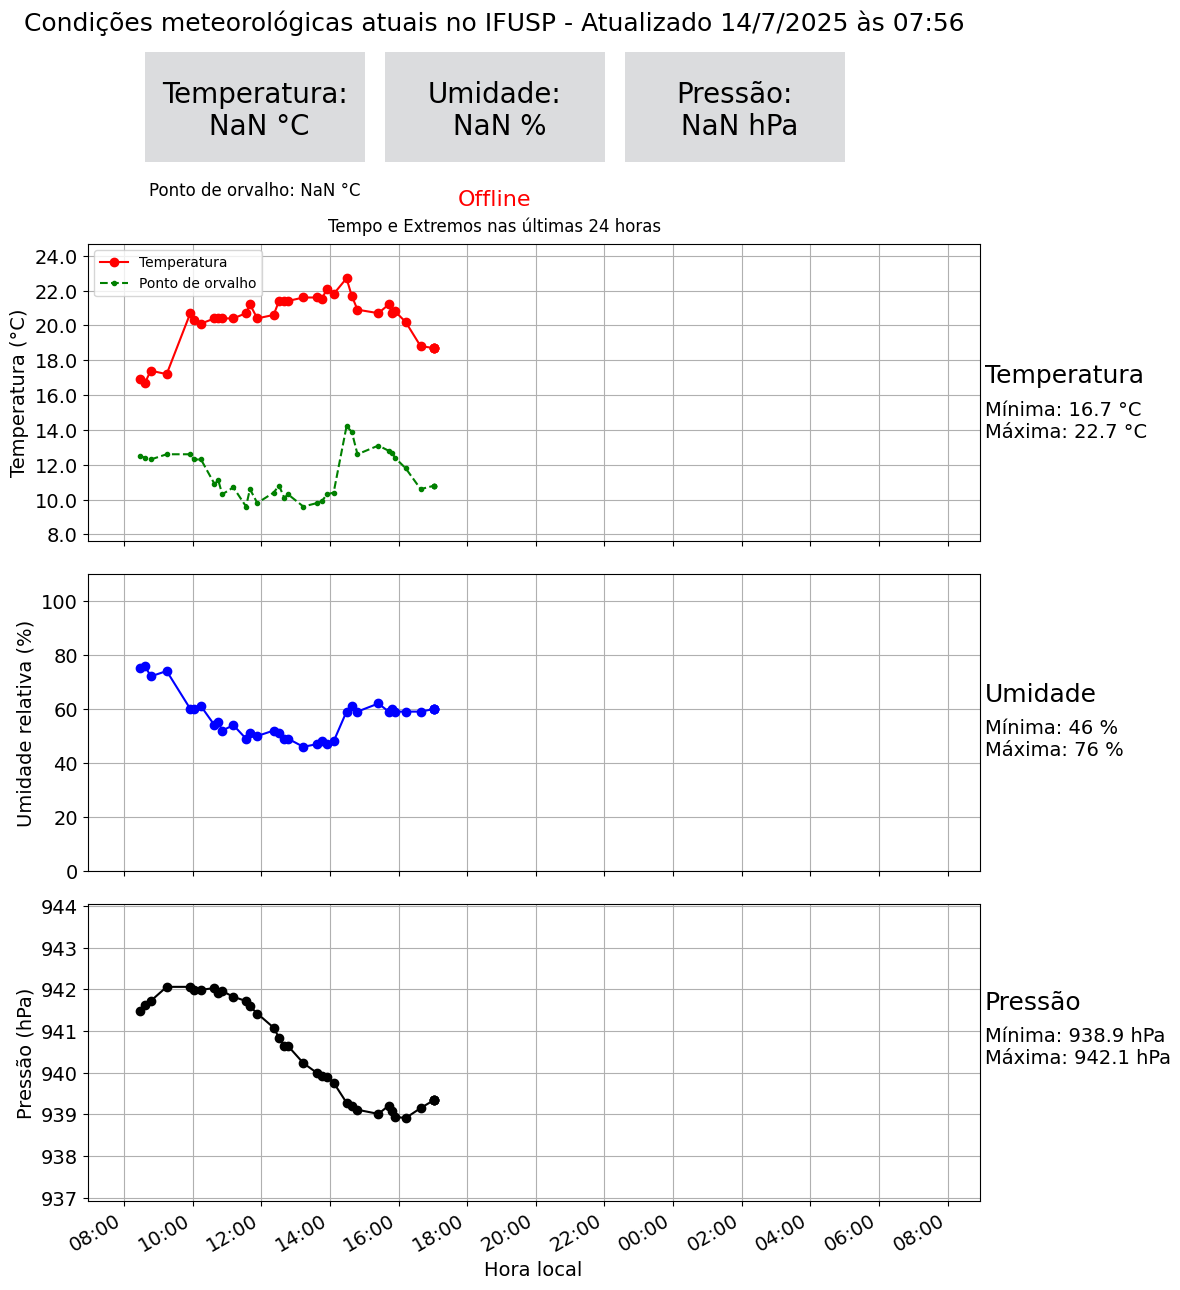 Condições meteorológicas atuais no IFUSP - Atualizado 14/7/2025 às 07:56
Temperatura:
NaN °C
Umidade:
NaN %
Pressão:
NaN hPa
Ponto de orvalho: NaN °C
Offline
Tempo e Extremos nas últimas 24 horas
Temperatura
Ponto de orvalho
Temperatura (°C)
24.0
22.0
20.0
18.0
16.0
14.0
12.0
10.0
8.0
Temperatura
Mínima: 16.7 °C
Máxima: 22.7 °C
Umidade relativa (%)
100
80
60
40
20
0
Umidade
Mínima: 46 %
Máxima: 76 %
Pressão (hPa)
944
943
942
941
940
939
938
937
Pressão
Mínima: 938.9 hPa
Máxima: 942.1 hPa
08:00
10:00
12:00
14:00
16:00
18:00
20:00
22:00
00:00
02:00
04:00
06:00
08:00
Hora local